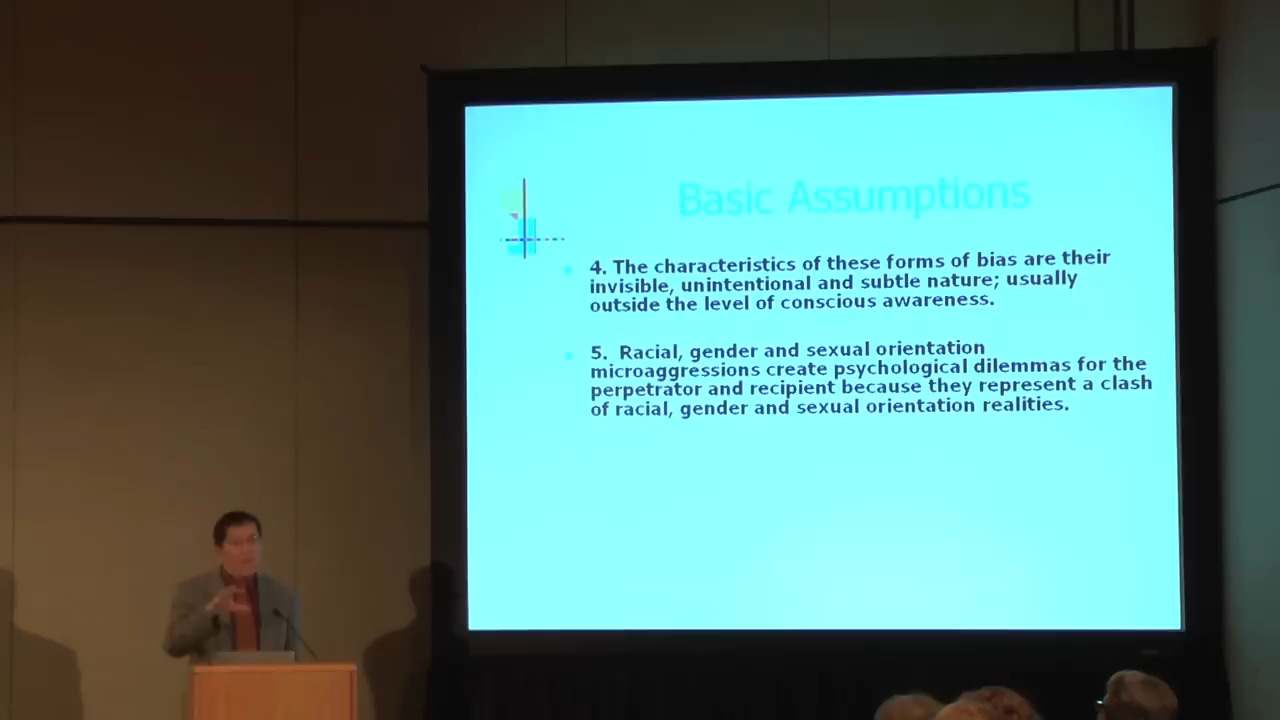 Basic Assumptions
4. The characteristics of these forms of bias are their
invisible, unintentional and subtle nature; usually
outside the level of conscious awareness.
5. Racial, gender and sexual orientation
microaggressions create psychological dilemmas for the
perpetrator and recipient because they represent a clash
of racial, gender and sexual orientation realities.